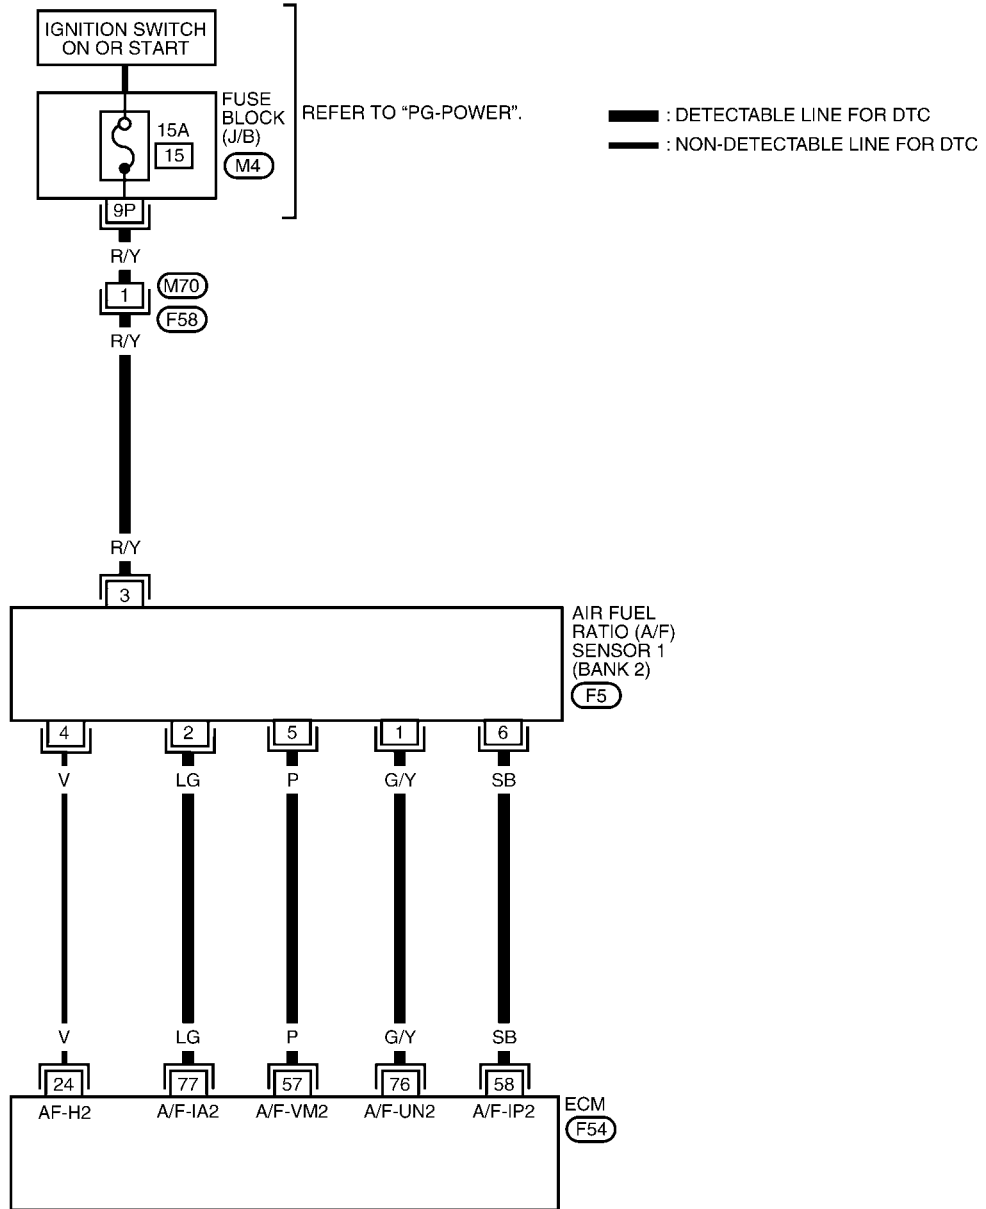 IGNITION SWITCH
ON OR START
FUSE
BLOCK
(J/B)
M4
15A
15
9P
REFER TO “PG-POWER”.
: DETECTABLE LINE FOR DTC
: NON-DETECTABLE LINE FOR DTC
R/Y
1
M70
F58
R/Y
R/Y
3
AIR FUEL
RATIO (A/F)
SENSOR 1
(BANK 2)
F5
4 2 5 1 6
V LG P G/Y SB
V LG P G/Y SB
24 77 57 76 58
AF-H2 A/F-IA2 A/F-VM2 A/F-UN2 A/F-IP2
ECM
F54